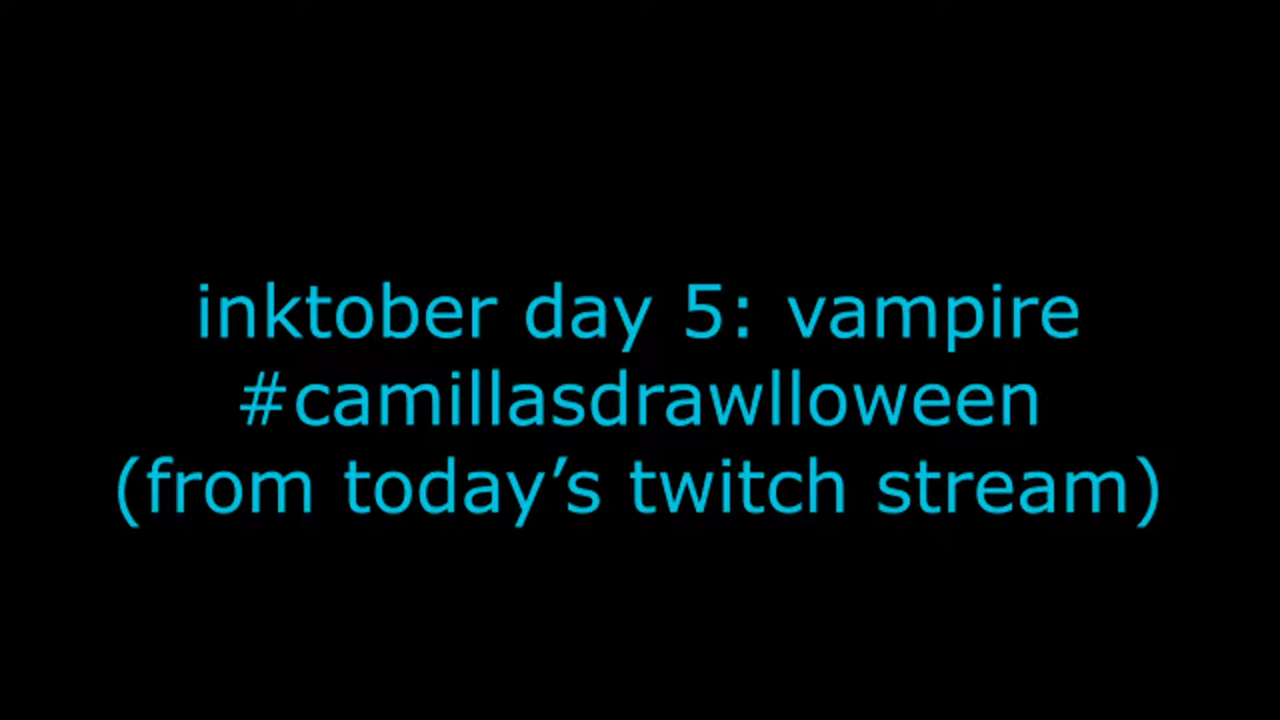 inktober day 5: vampire
#camillasdrawlloween
(from today’s twitch stream)